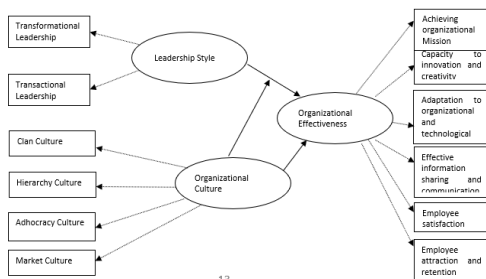 Transformational
Leadership
Transactional
Leadership
Clan Culture
Hierarchy Culture
Adhocracy Culture
Market Culture
Leadership Style
Organizational
Culture
Organizational
Effectiveness
Achieving
organizational
Mission
Capacity to
innovation and
creativity
Adaptation to
organizational
and
technological
Effective
information
sharing and
communication
Employee
satisfaction
Employee
attraction and
retention